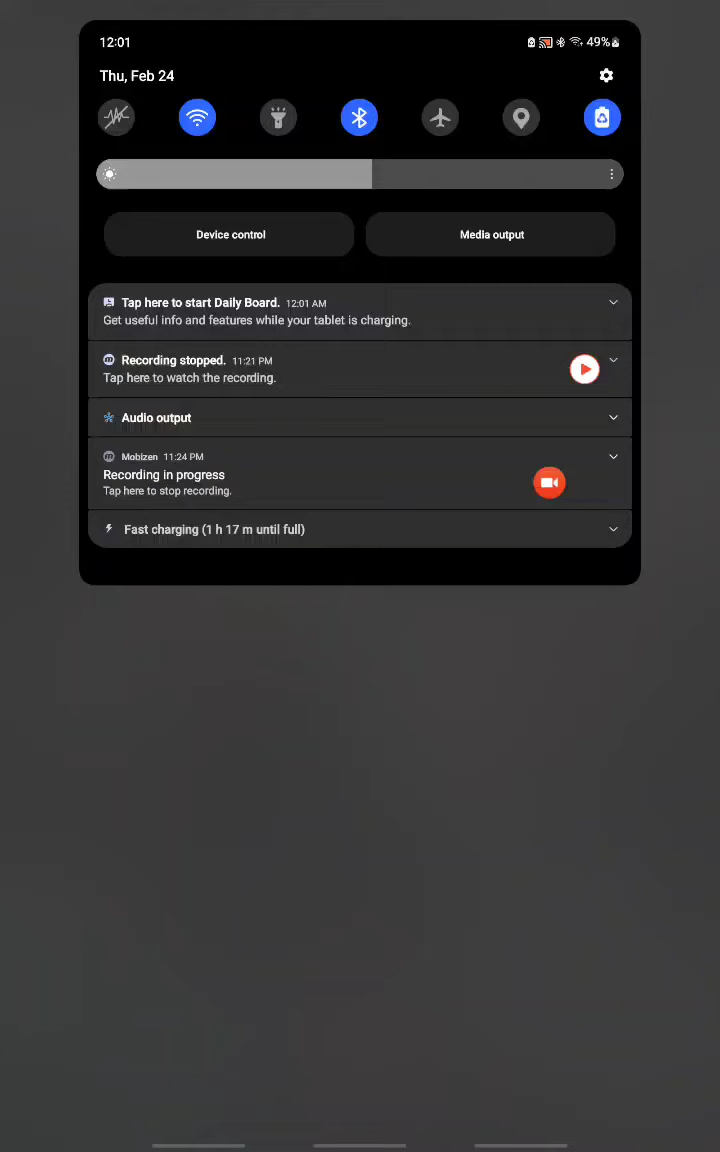 12:01
49%
Thu, Feb 24
Device control
Media output
Tap here to start Daily Board. 12:01 AM
Get useful info and features while your tablet is charging.
Recording stopped. 11:21 PM
Tap here to watch the recording.
Audio output
Mobizen 11:24 PM
Recording in progress
Tap here to stop recording.
Fast charging (1 h 17 m until full)